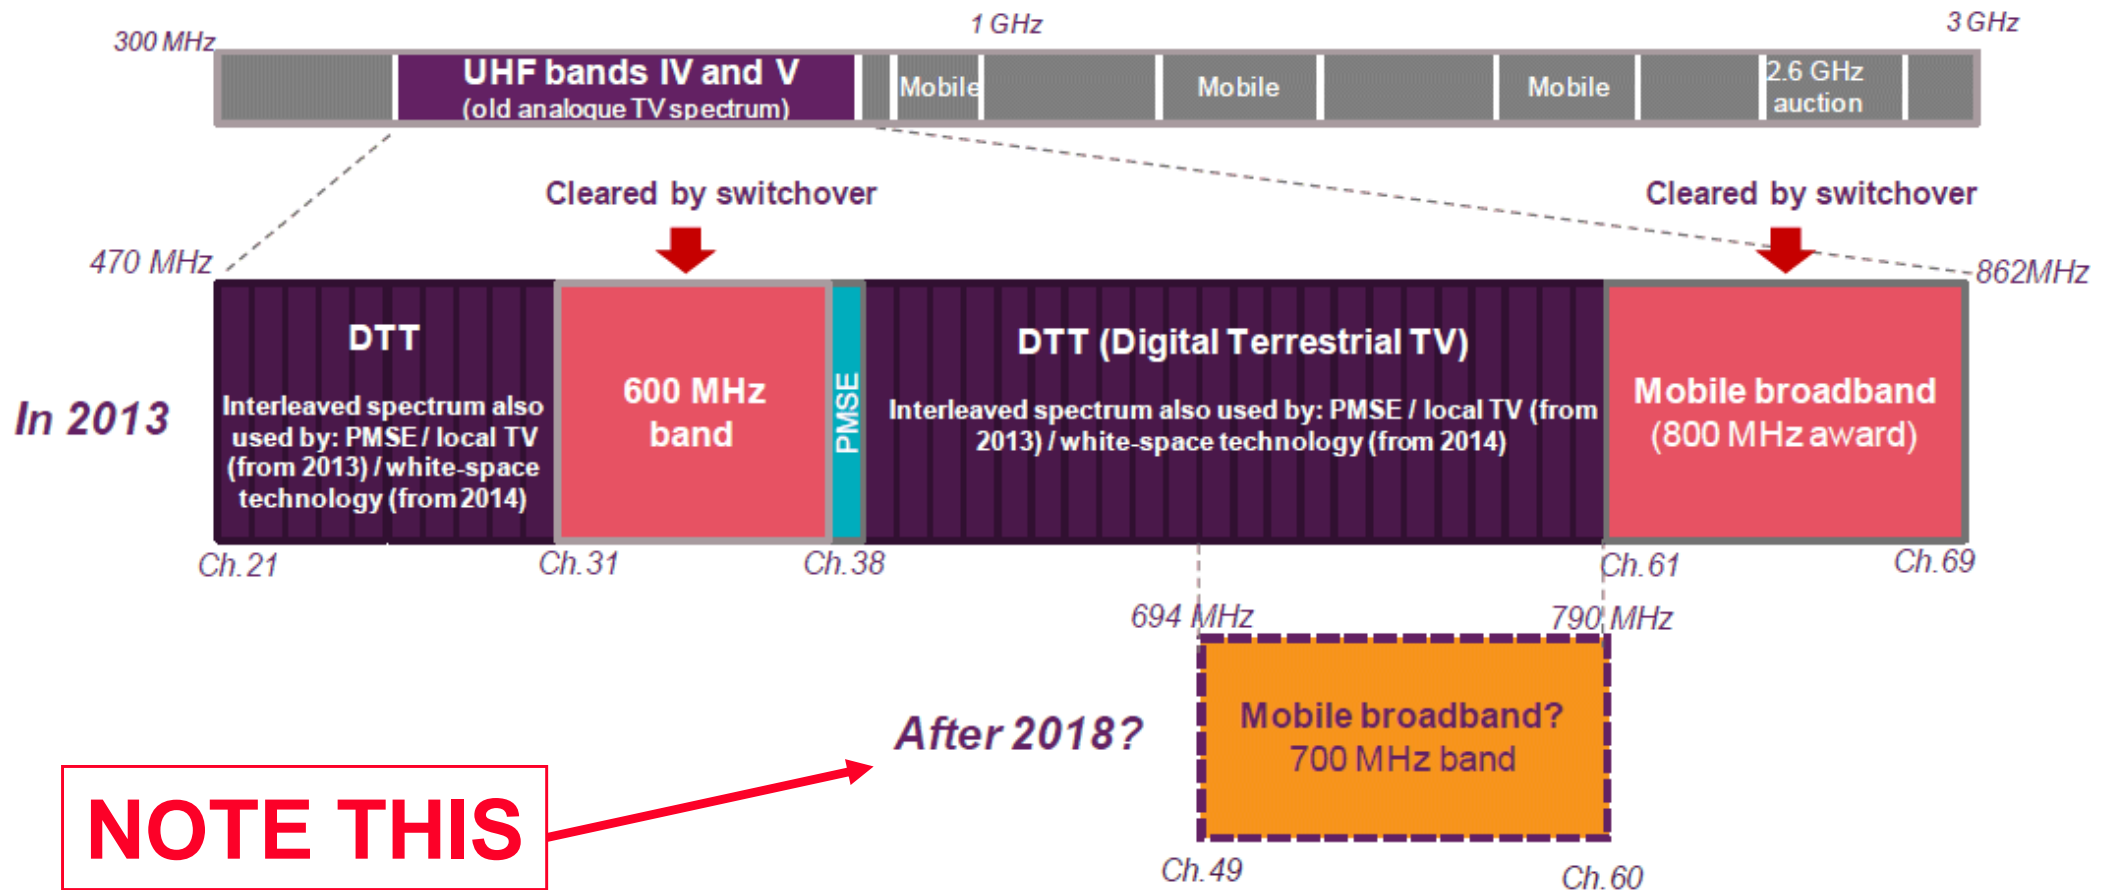 300 MHz
1 GHz
3 GHz
UHF bands IV and V
(old analogue TV spectrum)
Mobile
Mobile
Mobile
2.6 GHz
auction
Cleared by switchover
Cleared by switchover
470 MHz
862MHz
In 2013
DTT
Interleaved spectrum also
used by: PMSE / local TV
(from 2013) / white-space
technology (from 2014)
600 MHz
band
PMSE
DTT (Digital Terrestrial TV)
Interleaved spectrum also used by: PMSE / local TV (from
2013) / white-space technology (from 2014)
Mobile broadband
(800 MHz award)
Ch.21
Ch.31
Ch.38
Ch.61
Ch.69
694 MHz
790 MHz
After 2018?
Mobile broadband?
700 MHz band
NOTE THIS
Ch.49
Ch.60